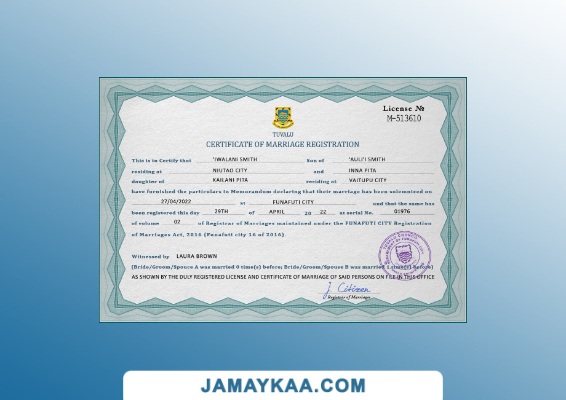 License №
M-513610
TUVALU
CERTIFICATE OF MARRIAGE REGISTRATION
This is to Certify that 'IWALANI SMITH Son of 'AULI'I SMITH
residing at NIUTAO CITY and INNA PITA
daughter of KAILANI PITA residing at VAITUPU CITY
have furnished the particulars to Memorandum declaring that their marriage has been solemnized on
27/04/2022 at FUNAFUTI CITY and that the same has
been registered this day 29TH of APRIL 20 22 at serial No. 01976
of volume 02 of Registrar of Marriages maintained under the FUNAFUTI CITY Registration
of Marriages Act, 2016 (Funafuti city 16 of 2016).
Witnessed by LAURA BROWN
(Bride/Groom/Spouse A was married 0 time(s) before; Bride/Groom/Spouse B was married 1 time(s) before)
AS SHOWN BY THE DULY REGISTERED LICENSE AND CERTIFICATE OF MARRIAGE OF SAID PERSONS ON FILE IN THIS OFFICE
J. Citizen
Registrar of Marriages
JAMAYKAA.COM